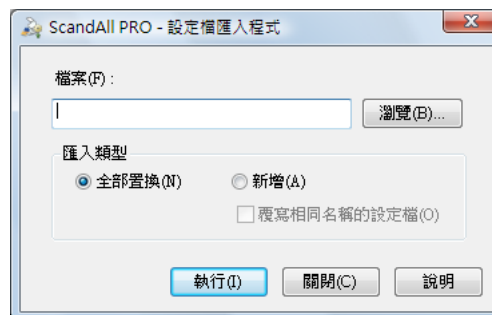 ScandAll PRO - 設定檔匯入程式
檔案(F) :
瀏覽(B)...
匯入類型
全部置換(N) 新增(A)
覆寫相同名稱的設定檔(O)
執行(I) 關閉(C) 說明